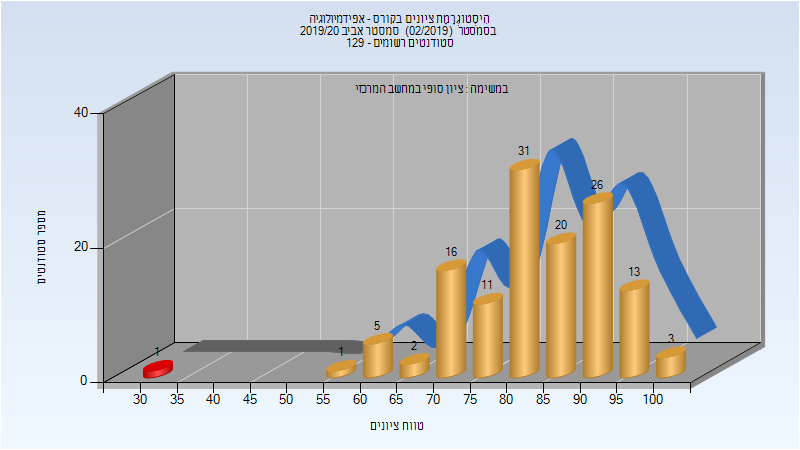 היסטוגרמת ציונים בקורס - אפידמיולוגיה
בסמסטר (02/2019) סמסטר אביב 2019/20
סטודנטים רשומים - 129
במשימה : ציון סופי במחשב המרכזי
מספר סטודנטים
40
20
0
1
1
5
2
16
11
31
20
26
13
3
30 35 40 45 50 55 60 65 70 75 80 85 90 95 100
טווח ציונים